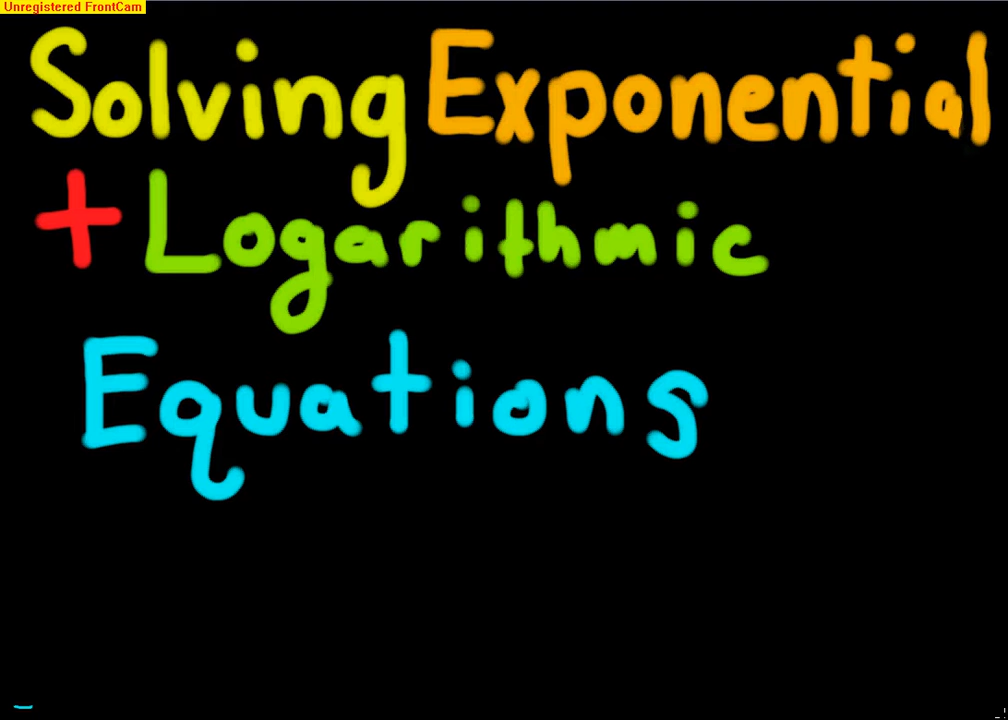 Unregistered FrontCam
Solving Exponential
+ Logarithmic
Equations